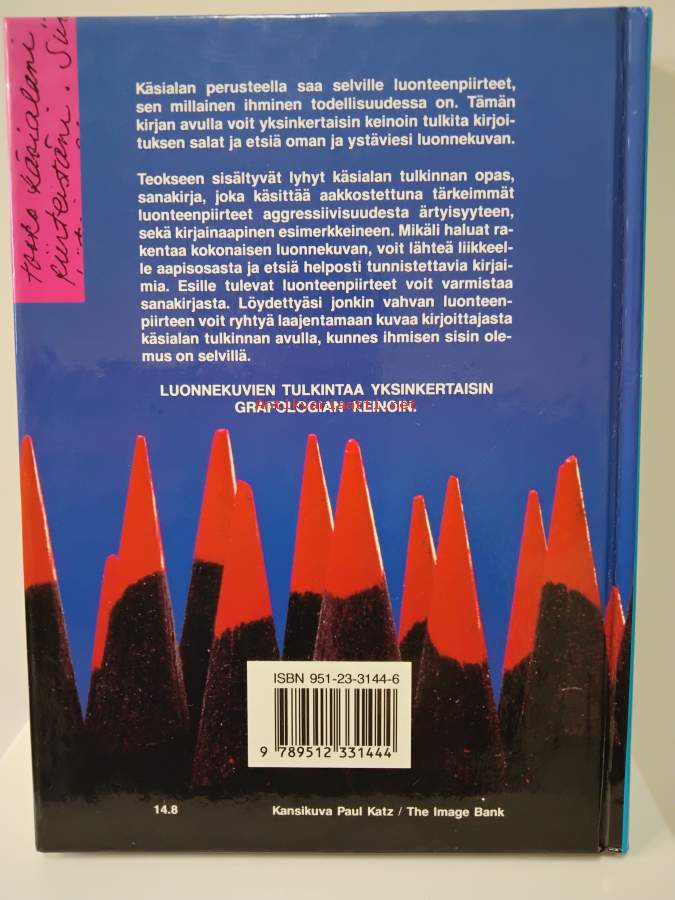 toisko käsialani
piirteistäni. Suu
Käsialan perusteella saa selville luonteenpiirteet,
sen millainen ihminen todellisuudessa on. Tämän
kirjan avulla voit yksinkertaisin keinoin tulkita kirjoi-
tuksen salat ja etsiä oman ja ystäviesi luonnekuvan.
Teokseen sisältyvät lyhyt käsialan tulkinnan opas,
sanakirja, joka käsittää aakkostettuna tärkeimmät
luonteenpiirteet aggressiivisuudesta ärtyisyyteen,
sekä kirjainaapinen esimerkkeineen. Mikäli haluat ra-
kentaa kokonaisen luonnekuvan, voit lähteä liikkeel-
le aapisosasta ja etsiä helposti tunnistettavia kirjai-
mia. Esille tulevat luonteenpiirteet voit varmistaa
sanakirjasta. Löydettyäsi jonkin vahvan luonteen-
piirteen voit ryhtyä laajentamaan kuvaa kirjoittajasta
käsialan tulkinnan avulla, kunnes ihmisen sisin ole-
mus on selvillä.
LUONNEKUVIEN TULKINTAA YKSINKERTAISIN
GRAFOLOGIAN KEINOIN.
ISBN 951-23-3144-6
9 789512 331444
14.8 Kansikuva Paul Katz / The Image Bank